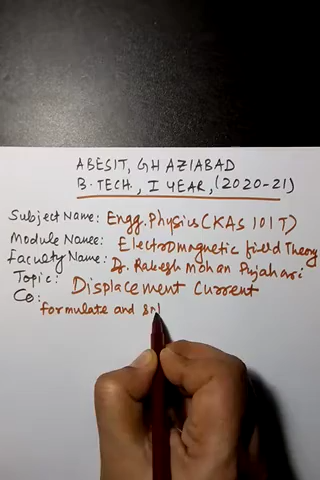 ABESIT, GHAZIABAD
B.TECH., I YEAR, (2020-21)
Subject Name: Engg. Physics (KAS 101T)
Module Name: Electromagnetic field Theory
Faculty Name: Dr. Rakesh Mohan Pujahari
Topic: Displacement Current
Co:
formulate and